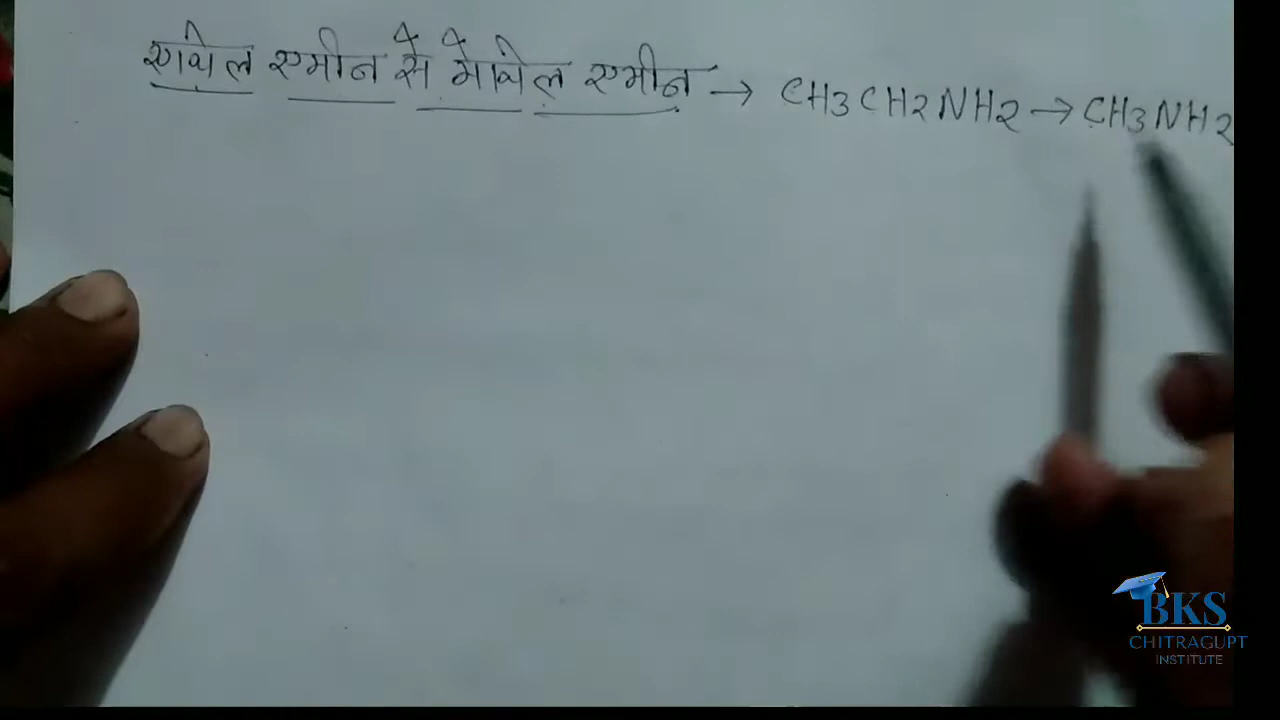 एथिल एमीन से मेथिल एमीन → CH3CH2NH2 → CH3NH2
BKS
CHITRAGUPT
INSTITUTE